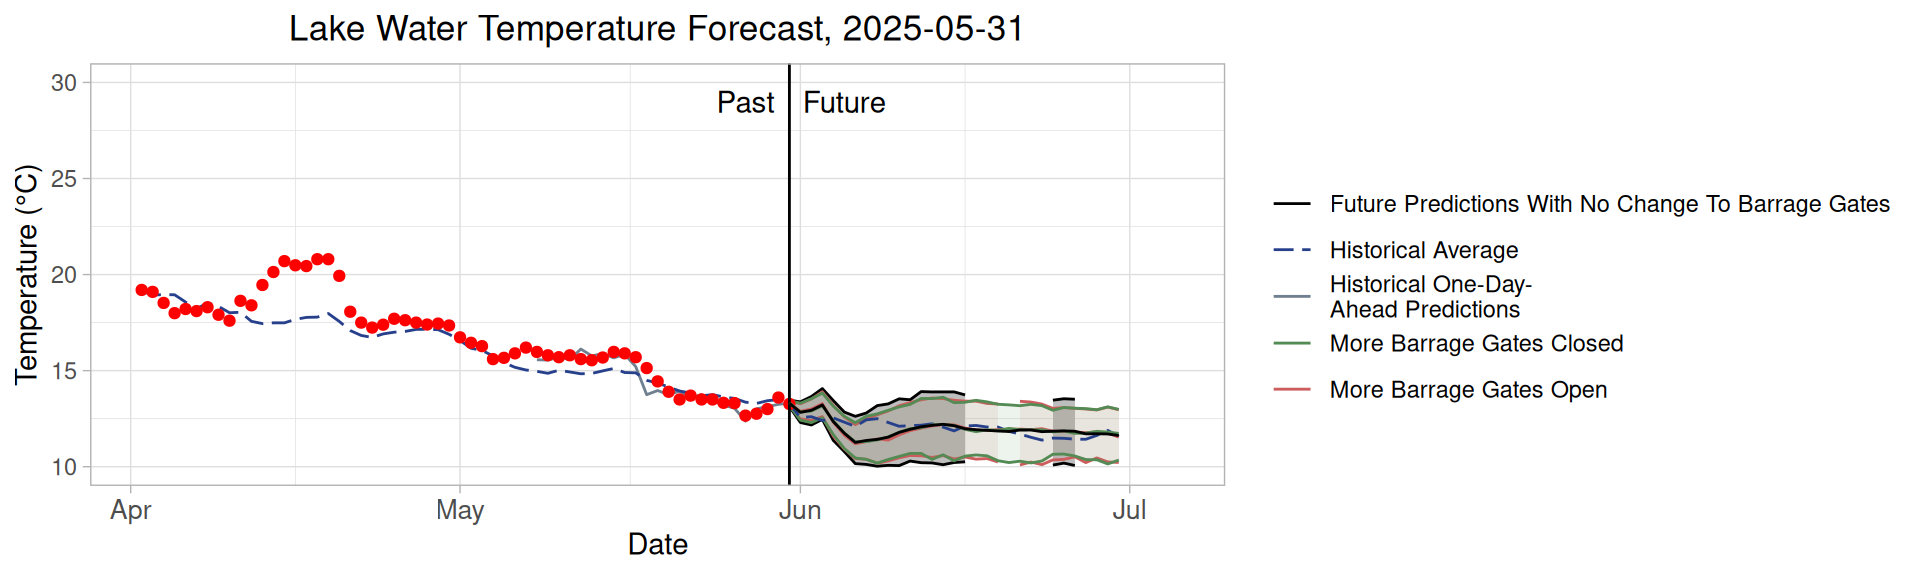 Lake Water Temperature Forecast, 2025-05-31
Past
Future
30
25
20
15
10
Temperature (°C)
Apr
May
Jun
Jul
Date
Future Predictions With No Change To Barrage Gates
Historical Average
Historical One-Day-
Ahead Predictions
More Barrage Gates Closed
More Barrage Gates Open